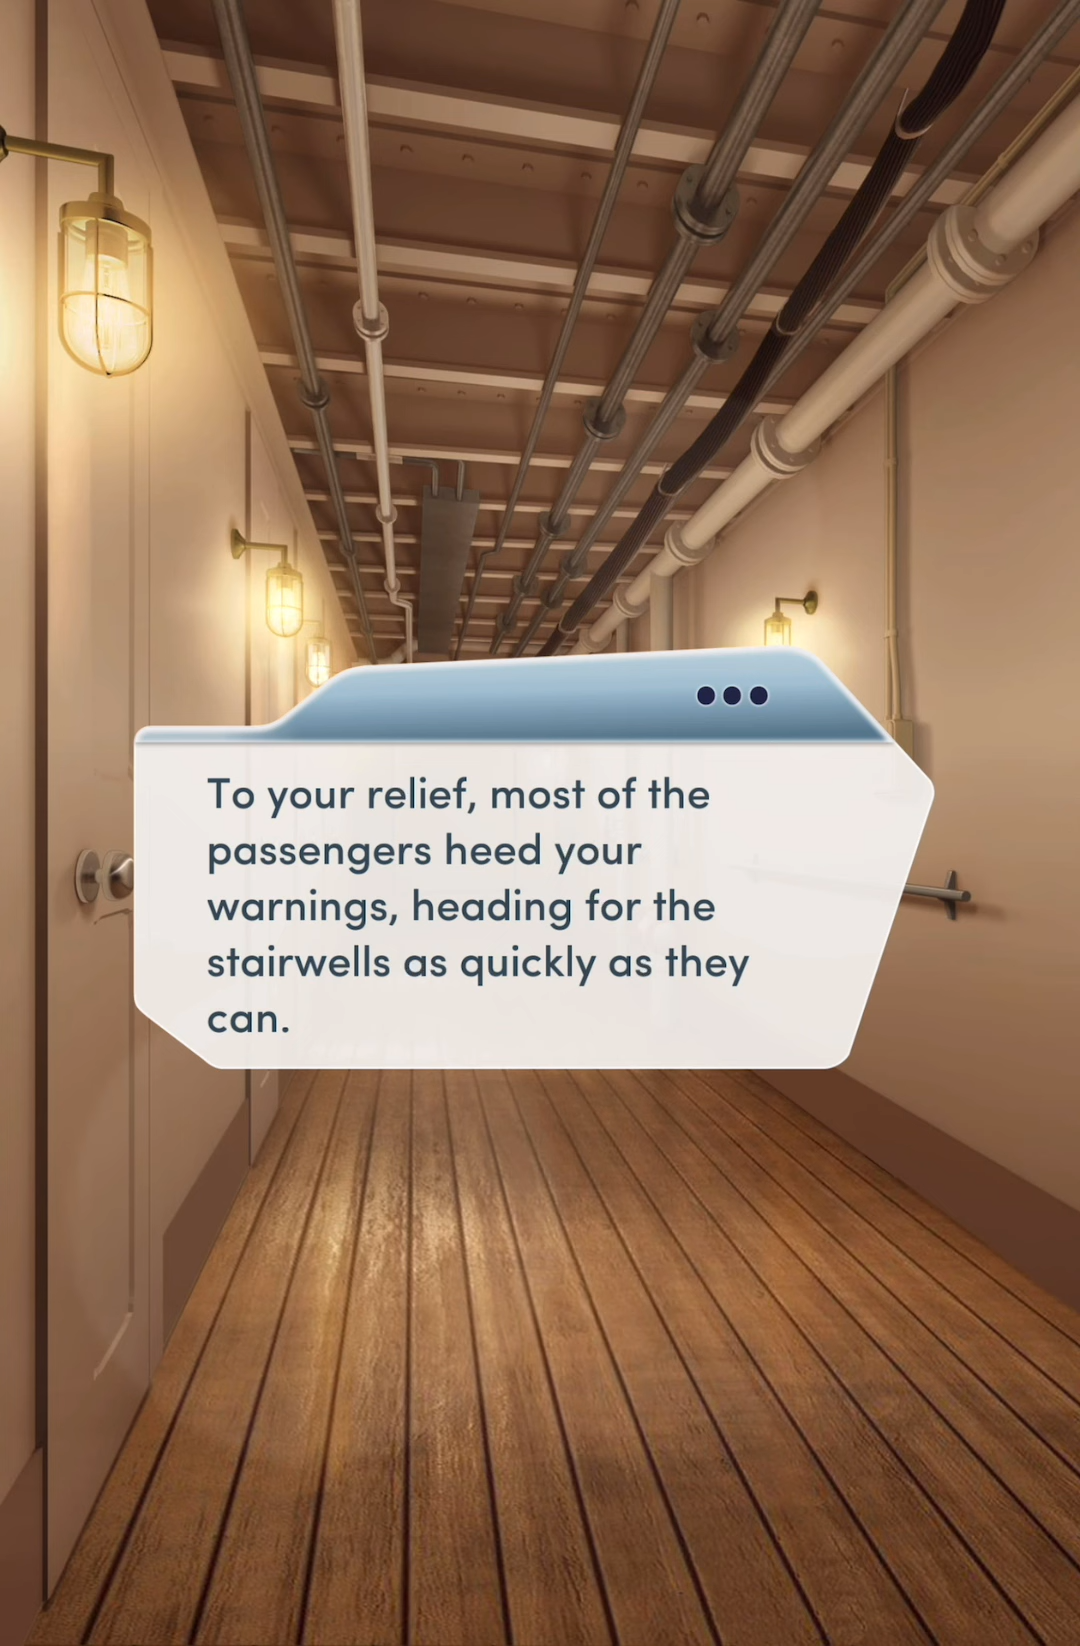 To your relief, most of the
passengers heed your
warnings, heading for the
stairwells as quickly as they
can.